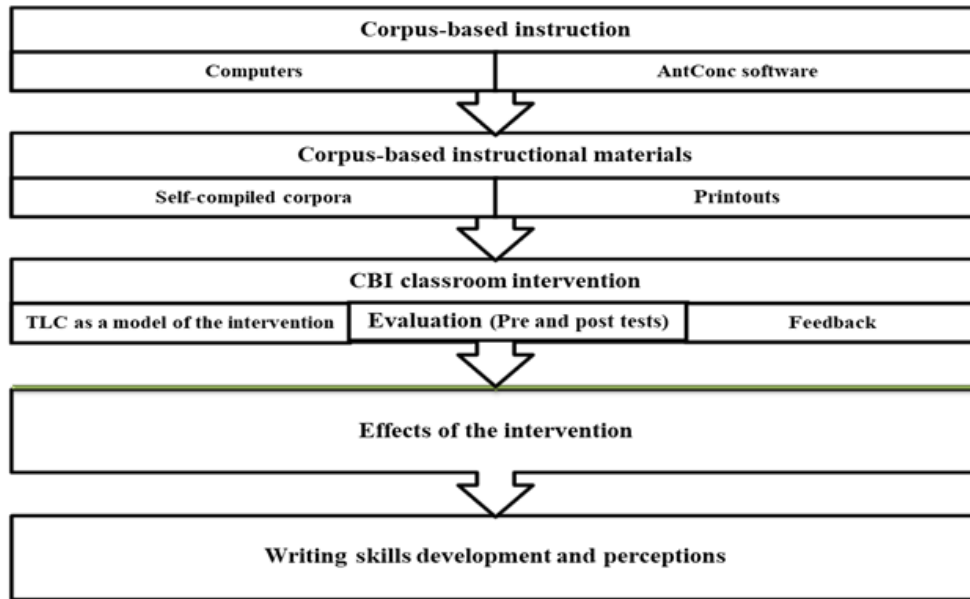 Corpus-based instruction
Computers
AntConc software
Corpus-based instructional materials
Self-compiled corpora
Printouts
CBI classroom intervention
TLC as a model of the intervention
Evaluation (Pre and post tests)
Feedback
Effects of the intervention
Writing skills development and perceptions